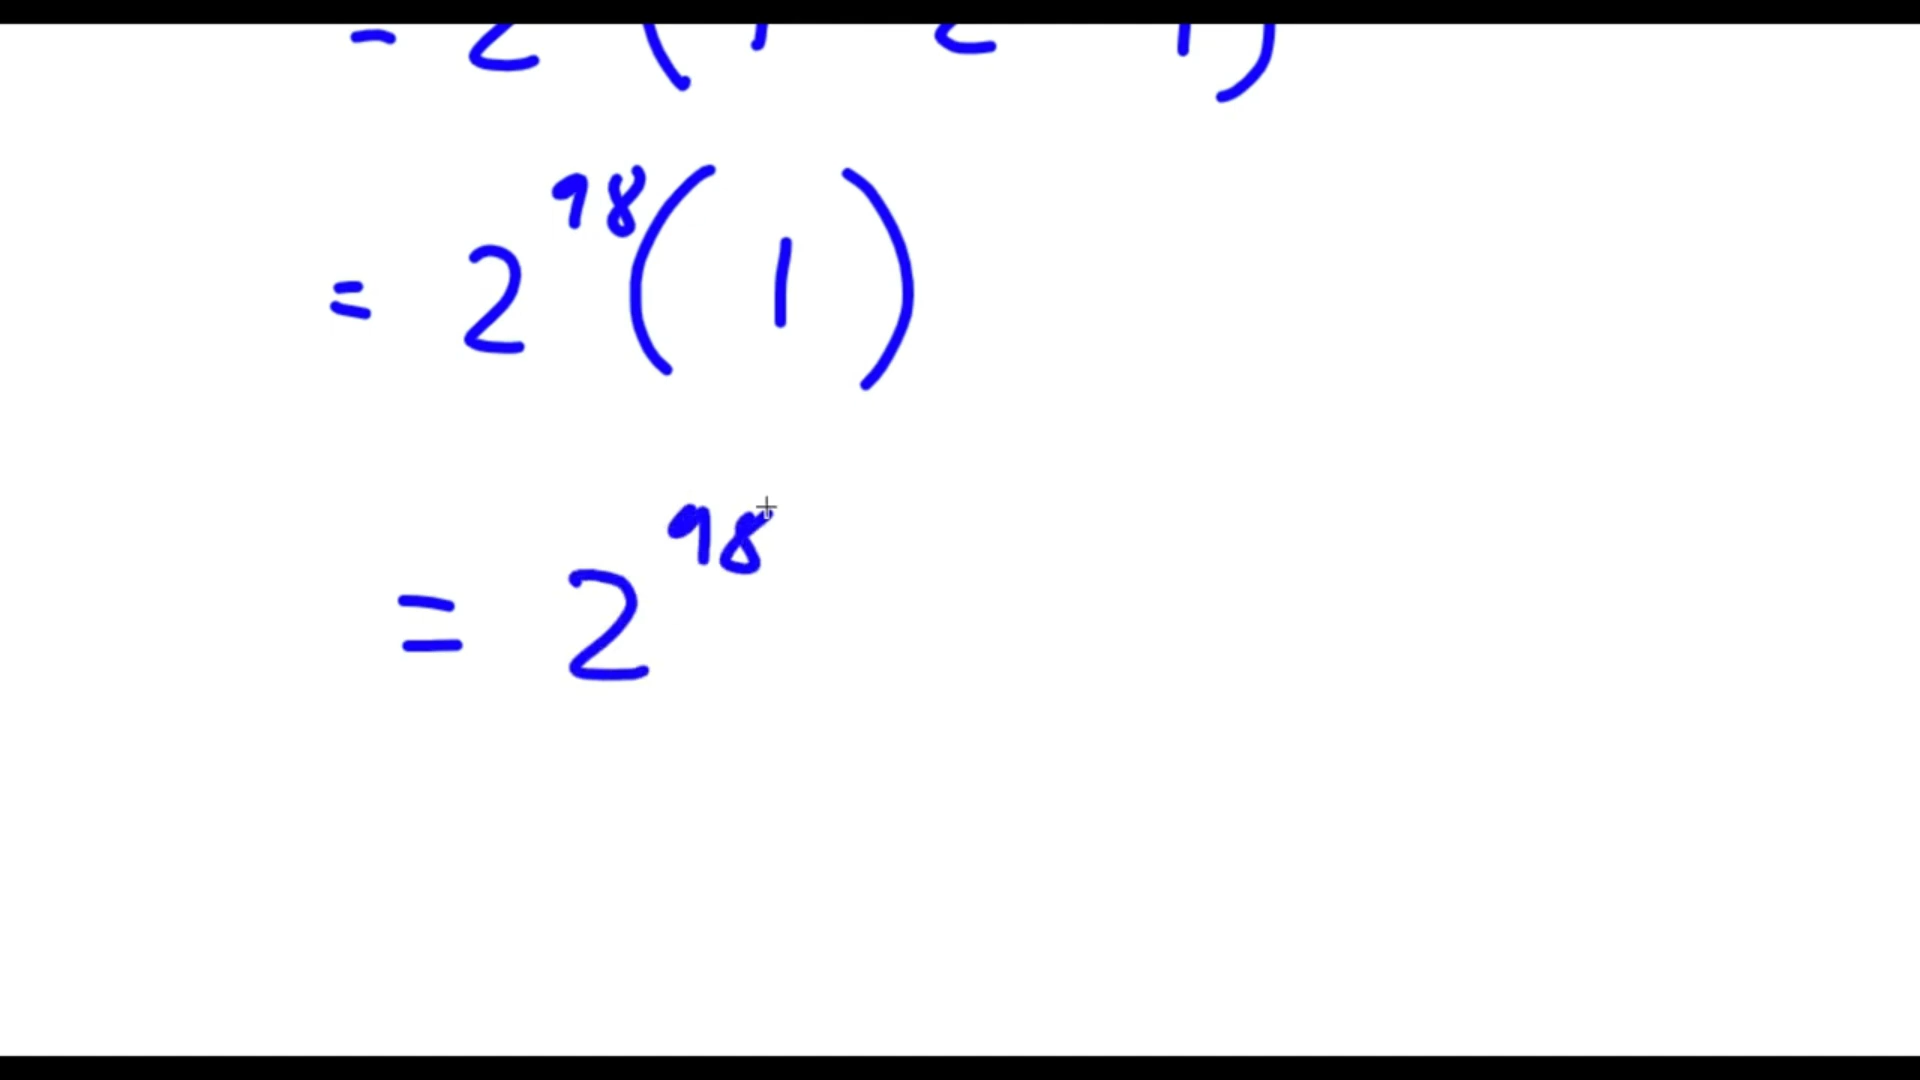 = 2^98 ( 1 )
= 2^98